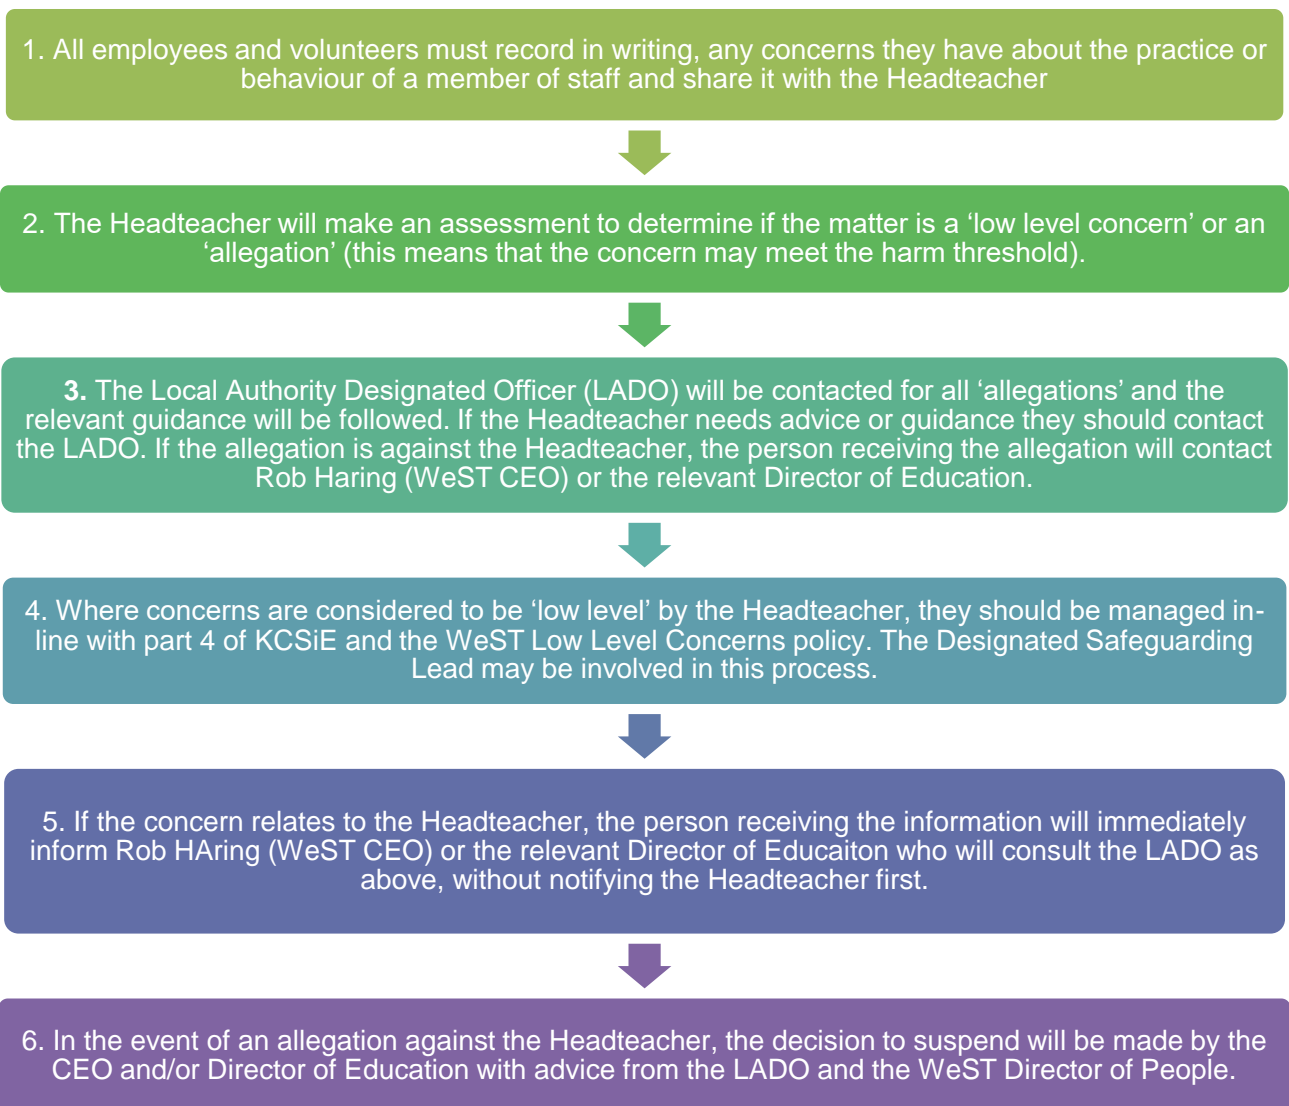 1. All employees and volunteers must record in writing, any concerns they have about the practice or
behaviour of a member of staff and share it with the Headteacher
2. The Headteacher will make an assessment to determine if the matter is a ‘low level concern’ or an
‘allegation’ (this means that the concern may meet the harm threshold).
3. The Local Authority Designated Officer (LADO) will be contacted for all ‘allegations’ and the
relevant guidance will be followed. If the Headteacher needs advice or guidance they should contact
the LADO. If the allegation is against the Headteacher, the person receiving the allegation will contact
Rob Haring (WeST CEO) or the relevant Director of Education.
4. Where concerns are considered to be ‘low level’ by the Headteacher, they should be managed in-
line with part 4 of KCSiE and the WeST Low Level Concerns policy. The Designated Safeguarding
Lead may be involved in this process.
5. If the concern relates to the Headteacher, the person receiving the information will immediately
inform Rob HAring (WeST CEO) or the relevant Director of Educaiton who will consult the LADO as
above, without notifying the Headteacher first.
6. In the event of an allegation against the Headteacher, the decision to suspend will be made by the
CEO and/or Director of Education with advice from the LADO and the WeST Director of People.